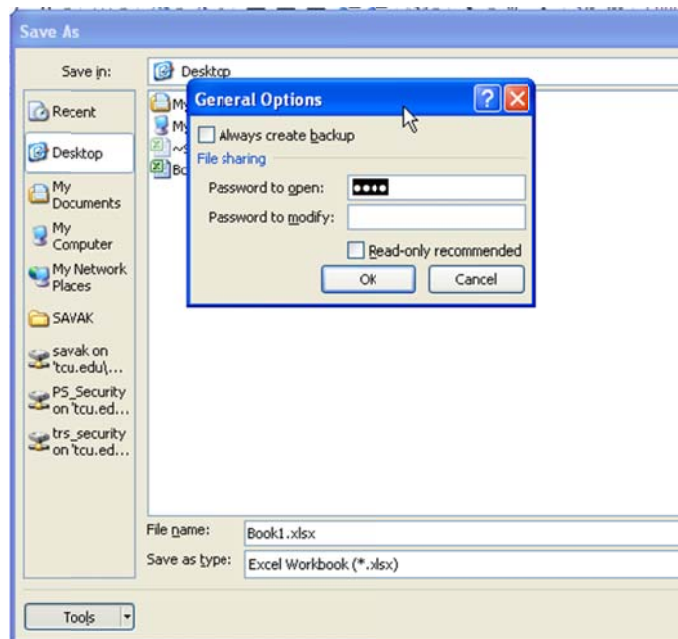 Save As
Save in:
Desktop
Recent
Desktop
My Documents
My Computer
My Network Places
SAVAK
savak on 'tcu.edu\...
PS_Security on 'tcu.ed...
trs_security on 'tcu.ed...
General Options
Always create backup
File sharing
Password to open:
Password to modify:
Read-only recommended
OK
Cancel
File name:
Book1.xlsx
Save as type:
Excel Workbook (*.xlsx)
Tools